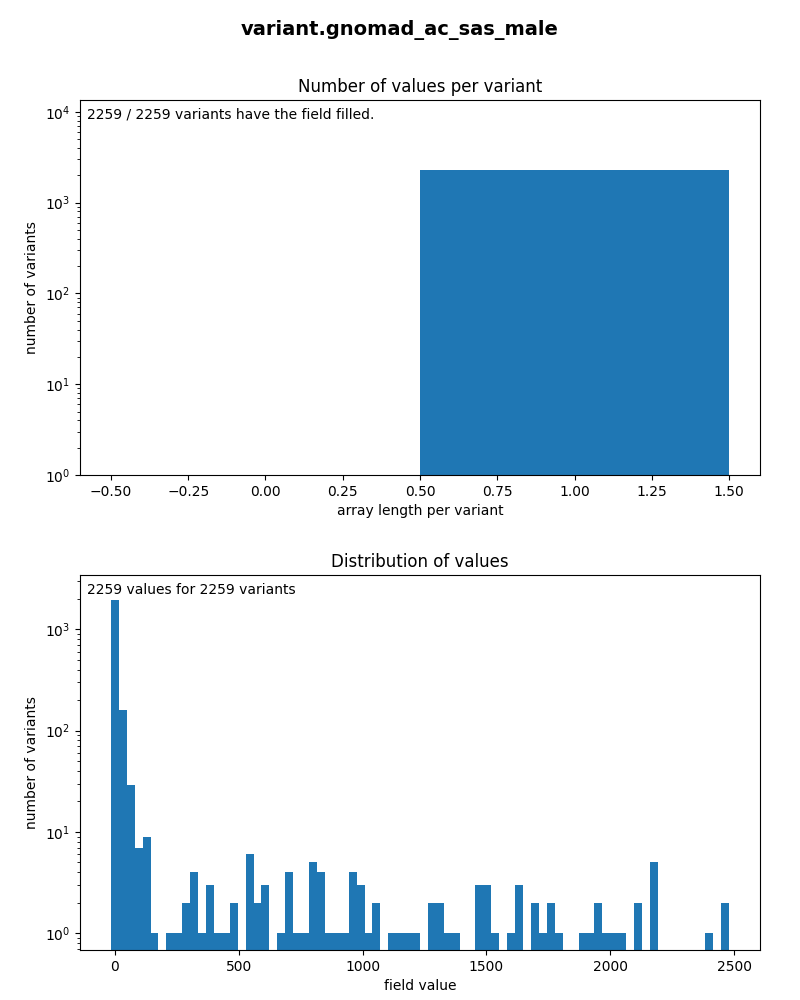 variant.gnomad_ac_sas_male
Number of values per variant
2259 / 2259 variants have the field filled.
10^4
10^3
10^2
10^1
10^0
number of variants
−0.50 −0.25 0.00 0.25 0.50 0.75 1.00 1.25 1.50
array length per variant
Distribution of values
2259 values for 2259 variants
10^3
10^2
10^1
10^0
number of variants
0 500 1000 1500 2000 2500
field value